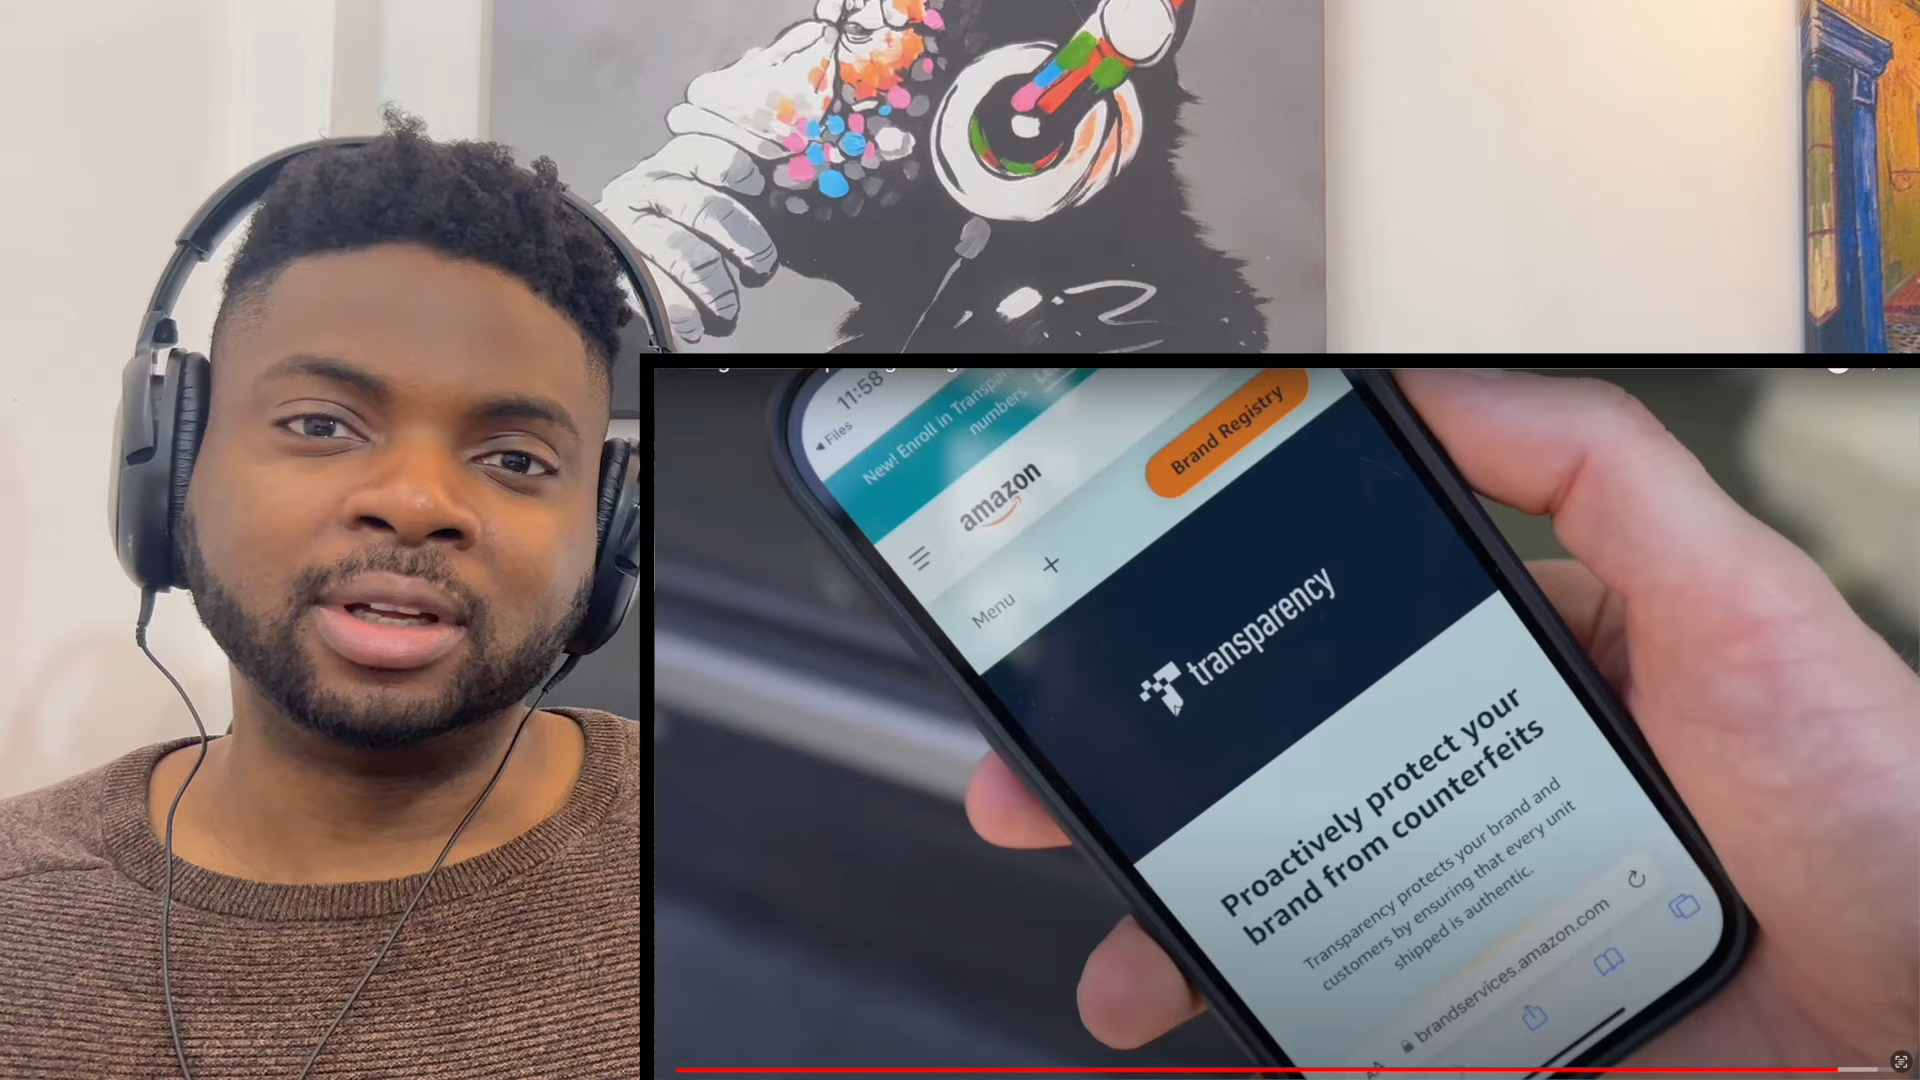 11:58
Files
New! Enroll in
numbers
amazon
Brand Registry
Menu
transparency
Proactively protect your
brand from counterfeits
Transparency protects your brand and
customers by ensuring that every unit
shipped is authentic.
AA
brandservices.amazon.com